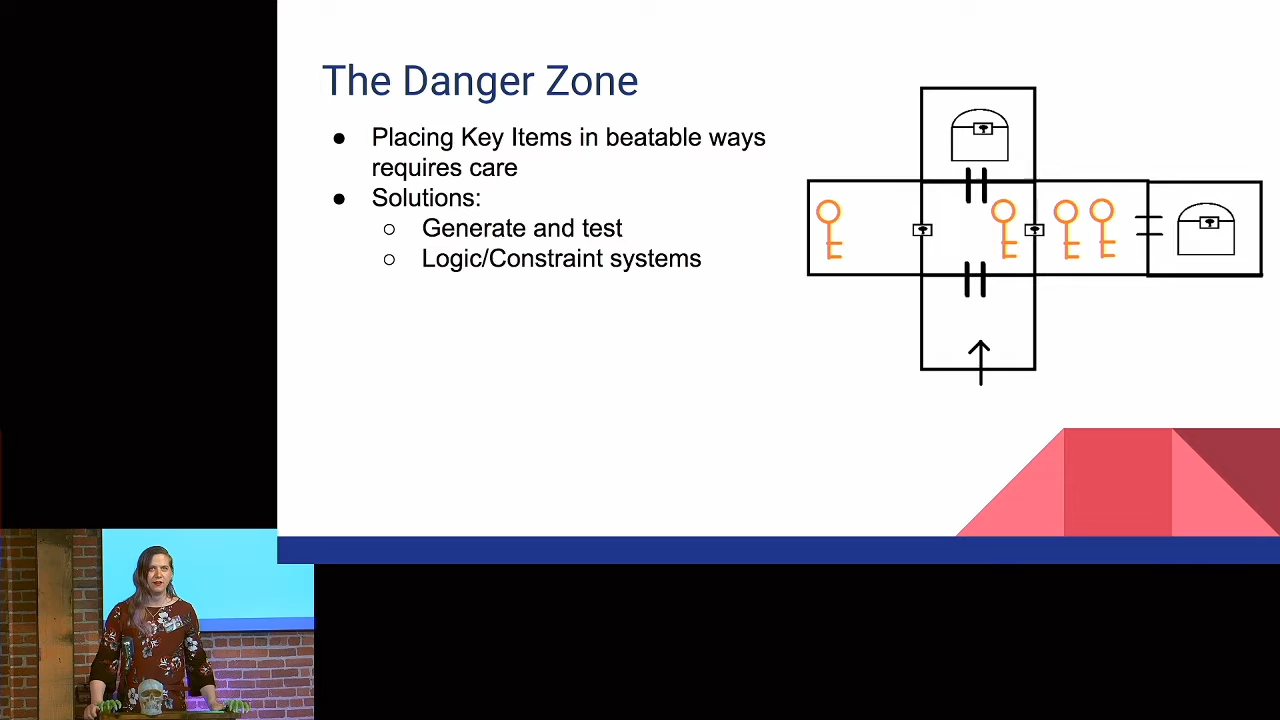 The Danger Zone
● Placing Key Items in beatable ways
requires care
● Solutions:
○ Generate and test
○ Logic/Constraint systems